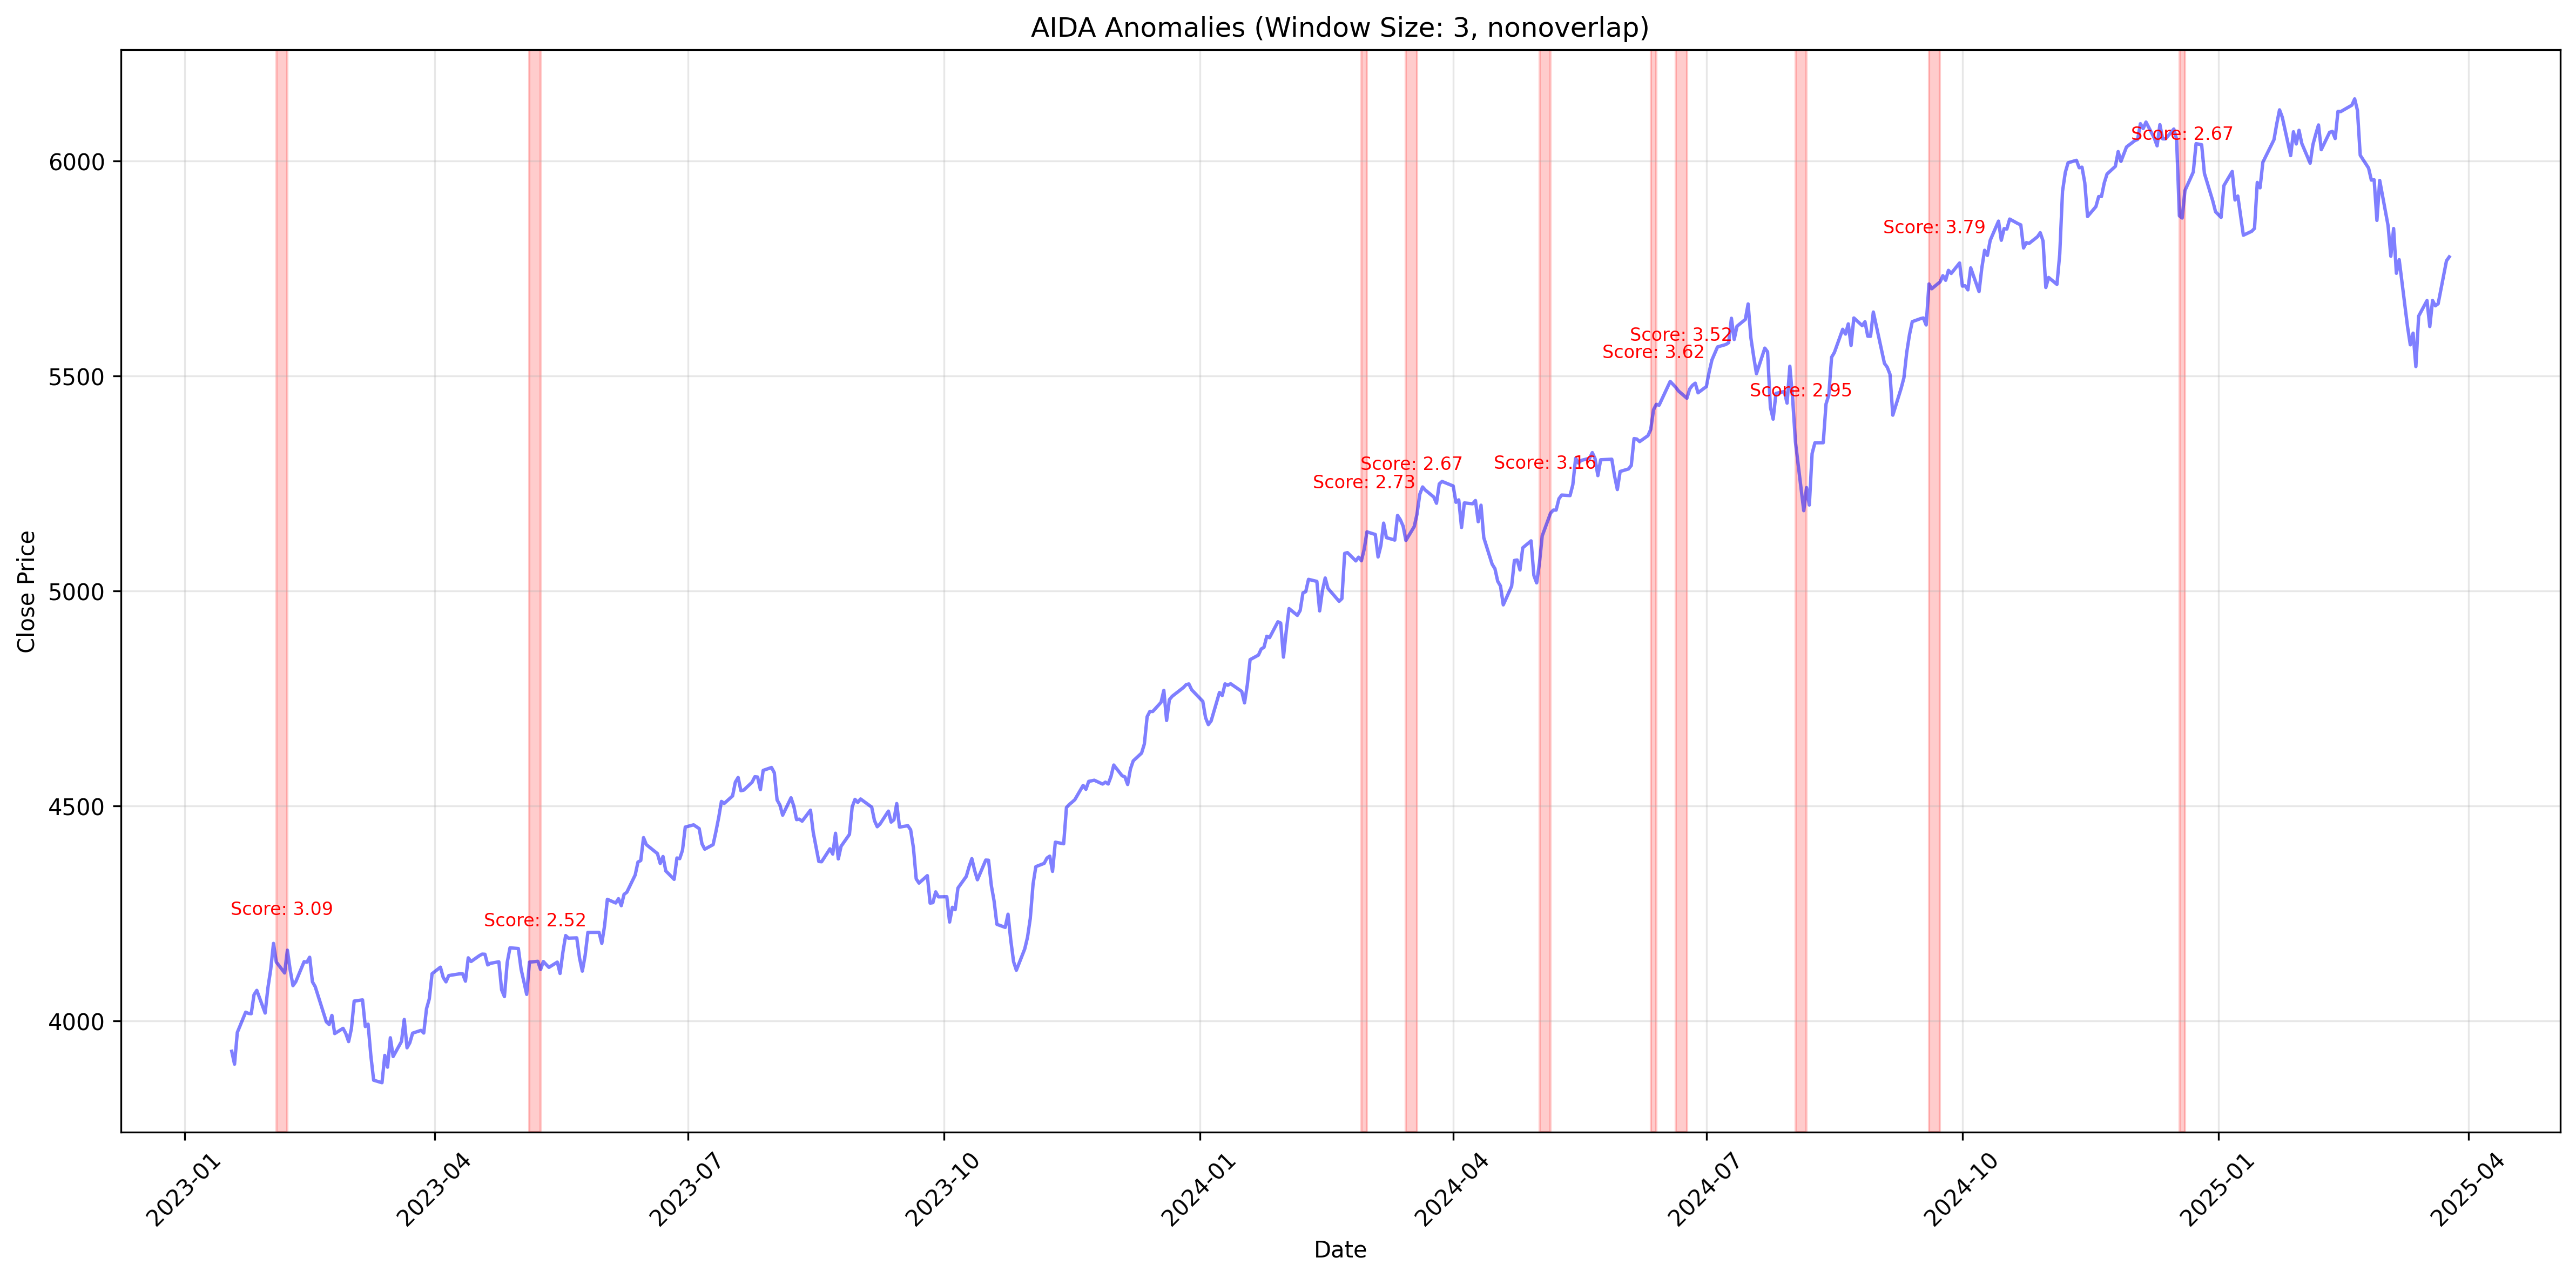 AIDA Anomalies (Window Size: 3, nonoverlap)
Close Price
6000
5500
5000
4500
4000
Score: 3.09
Score: 2.52
Score: 2.73
Score: 2.67
Score: 3.16
Score: 3.62
Score: 3.52
Score: 2.95
Score: 3.79
Score: 2.67
2023-01
2023-04
2023-07
2023-10
2024-01
2024-04
2024-07
2024-10
2025-01
2025-04
Date